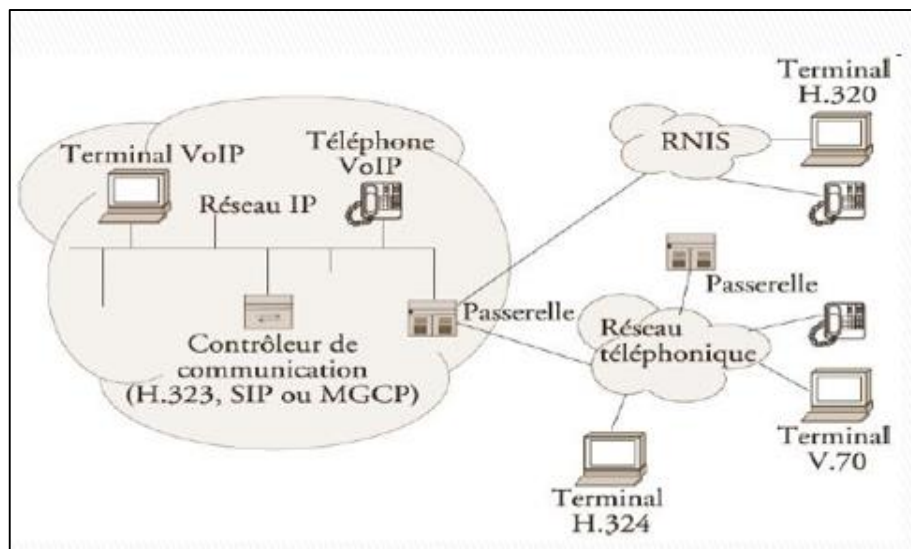 Terminal VoIP
Téléphone
VoIP
Réseau IP
Contrôleur de
communication
(H.323, SIP ou MGCP)
Passerelle
RNIS
Terminal
H.320
Passerelle
Réseau
téléphonique
Terminal
V.70
Terminal
H.324